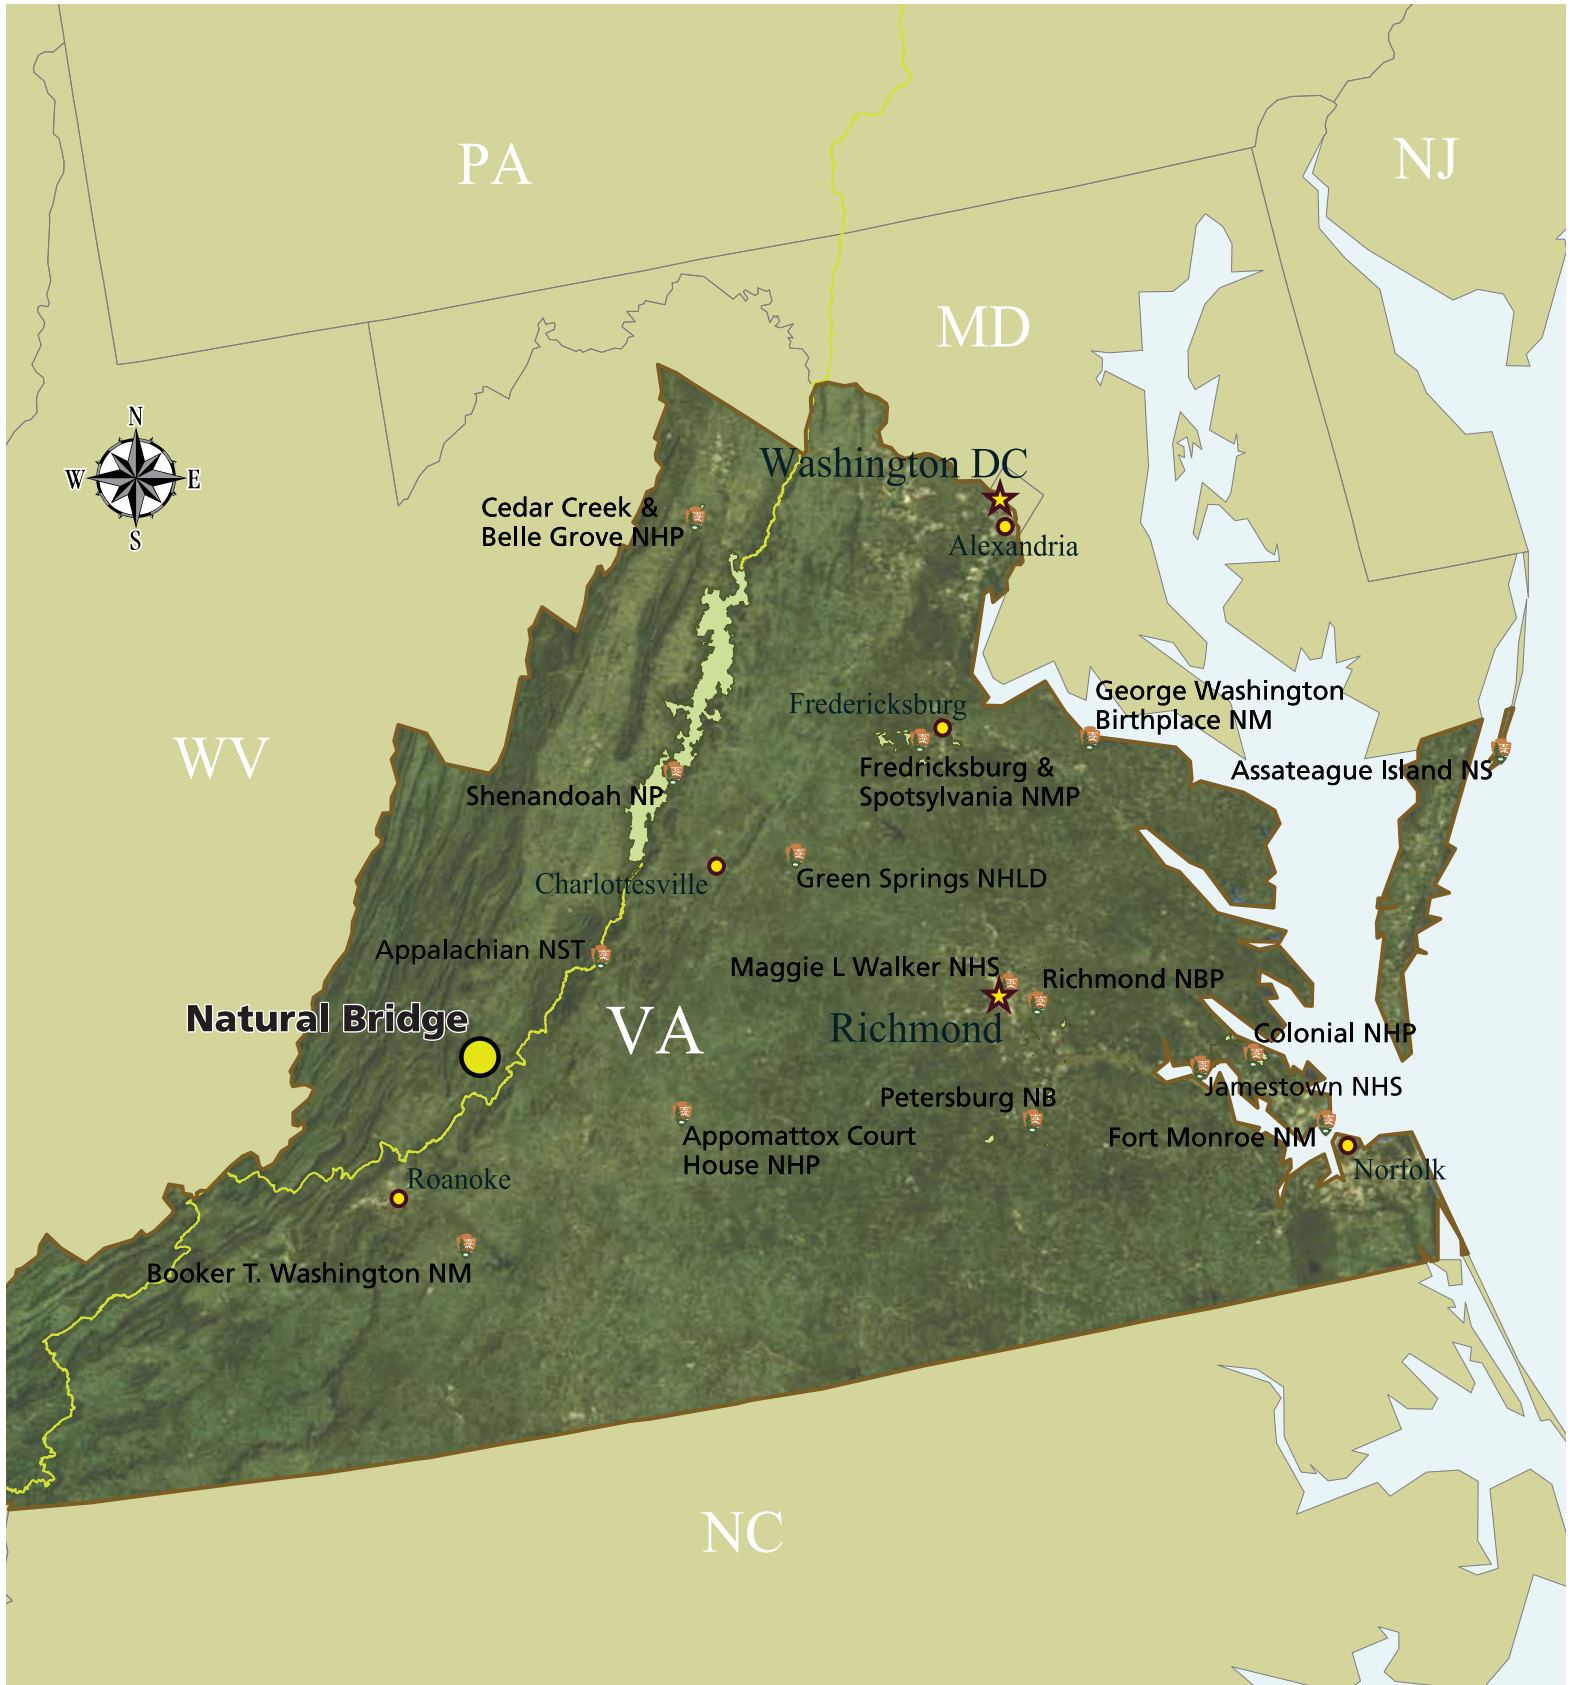 PA
NJ
MD
N
W
E
S
Washington DC
Cedar Creek &
Belle Grove NHP
Alexandria
George Washington
Birthplace NM
Fredericksburg
WV
Assateague Island NS
Fredricksburg &
Spotsylvania NMP
Shenandoah NP
Charlottesville
Green Springs NHLD
Appalachian NST
Maggie L Walker NHS
Richmond NBP
Natural Bridge
VA
Richmond
Colonial NHP
Jamestown NHS
Petersburg NB
Appomattox Court
House NHP
Fort Monroe NM
Norfolk
Roanoke
Booker T. Washington NM
NC